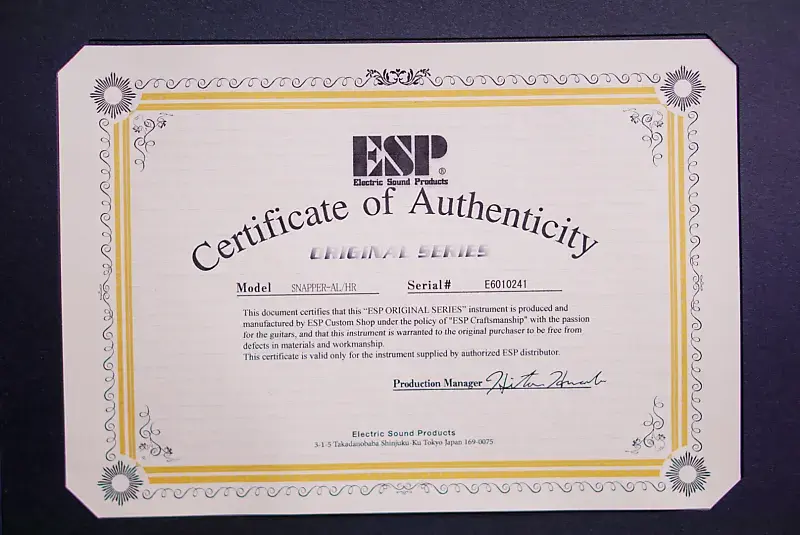 ESP®
Electric Sound Products
Certificate of Authenticity
ORIGINAL SERIES
Model SNAPPER-AL/HR Serial# E6010241
This document certifies that this "ESP ORIGINAL SERIES" instrument is produced and
manufactured by ESP Custom Shop under the policy of "ESP Craftsmanship" with the passion
for the guitars, and that this instrument is warranted to the original purchaser to be free from
defects in materials and workmanship.
This certificate is valid only for the instrument supplied by authorized ESP distributor.
Production Manager
Electric Sound Products
3-1-5 Takadanobaba Shinjuku-Ku Tokyo Japan 169-0075